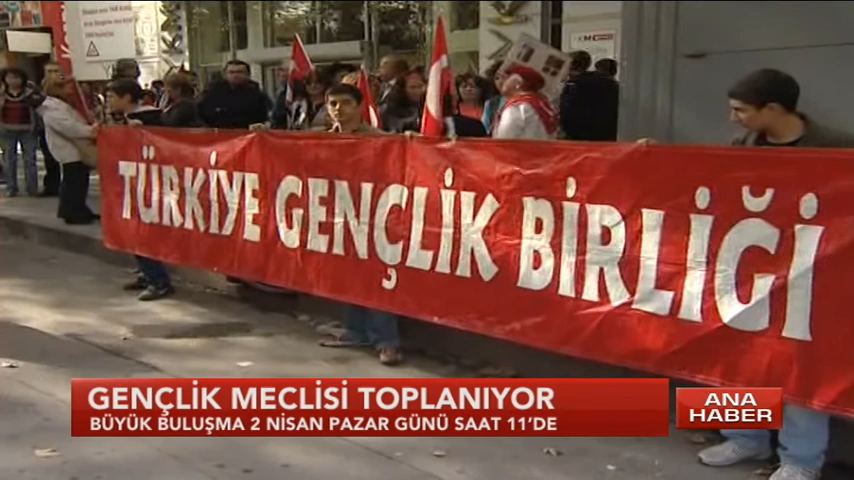 TÜRKİYE GENÇLİK BİRLİĞİ
GENÇLİK MECLİSİ TOPLANIYOR
BÜYÜK BULUŞMA 2 NİSAN PAZAR GÜNÜ SAAT 11'DE
ANA
HABER